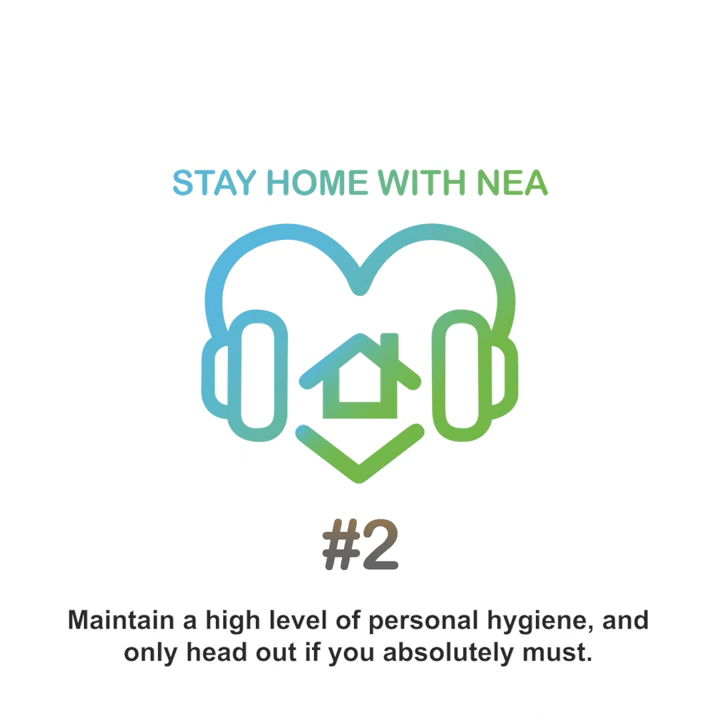 STAY HOME WITH NEA
#2
Maintain a high level of personal hygiene, and
only head out if you absolutely must.